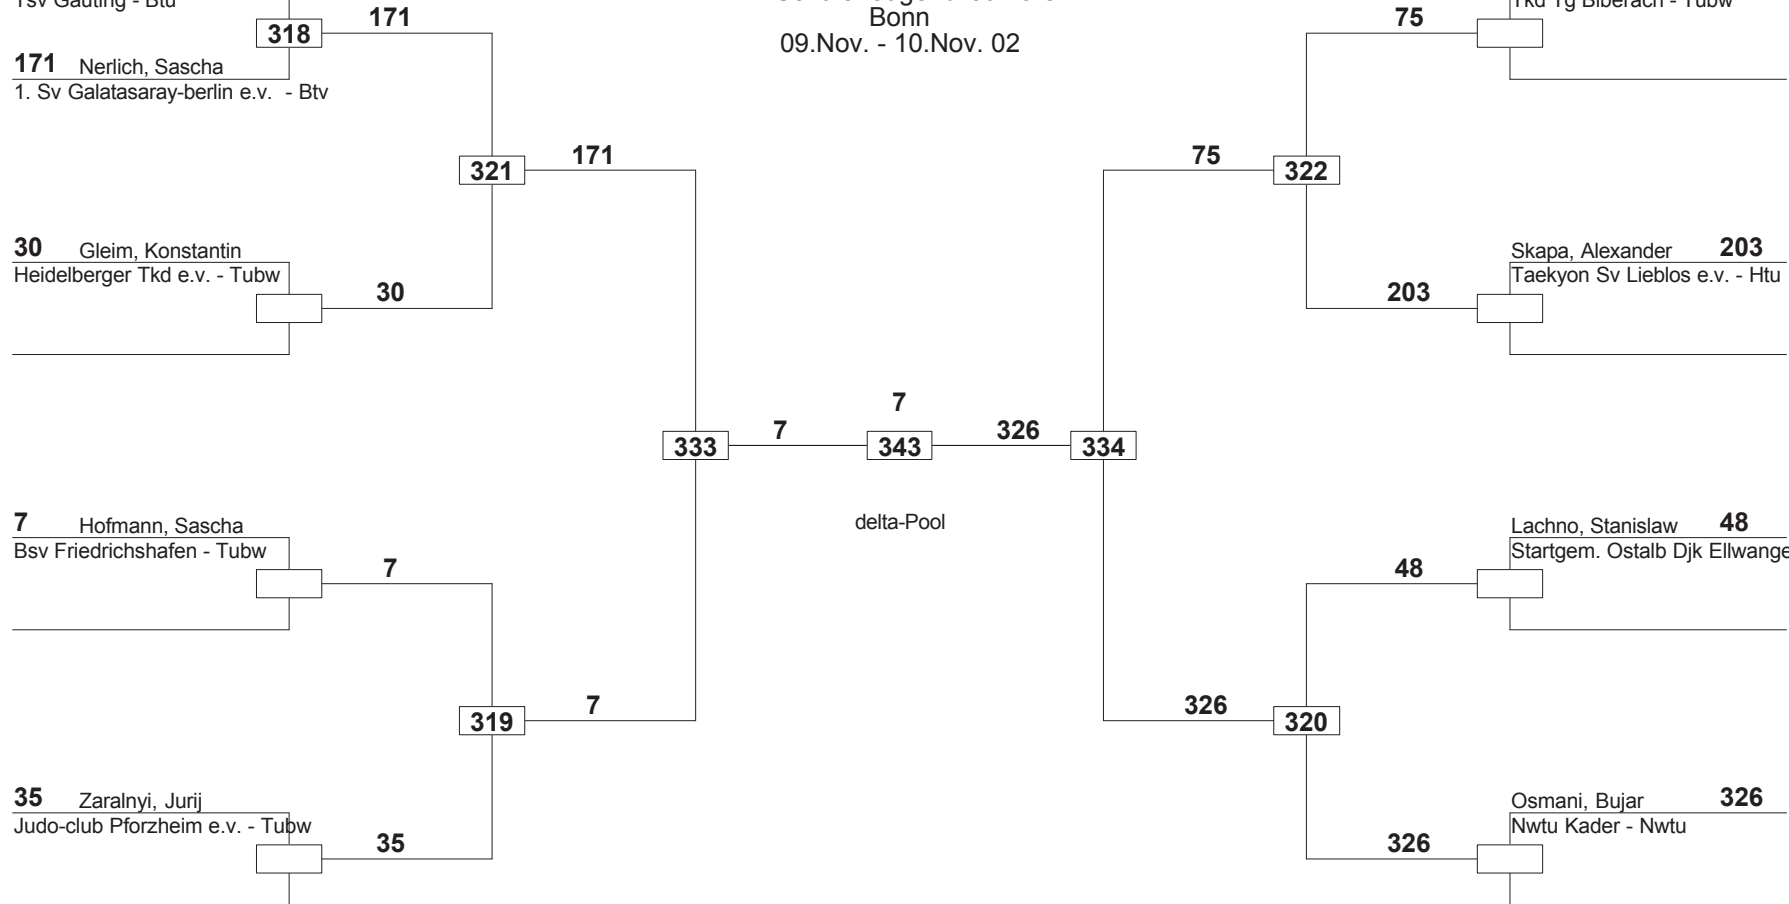 Tsv Gauting - Btu
318
171
171 Nerlich, Sascha
1. Sv Galatasaray-berlin e.v. - Btv
321
171
30 Gleim, Konstantin
Heidelberger Tkd e.v. - Tubw
30
7 Hofmann, Sascha
Bsv Friedrichshafen - Tubw
7
319
7
35 Zaralnyi, Jurij
Judo-club Pforzheim e.v. - Tubw
35
Bonn
09.Nov. - 10.Nov. 02
333
7
7
343
326
334
delta-Pool
75
Tkd Tg Biberach - Tubw
75
322
Skapa, Alexander 203
Taekyon Sv Lieblos e.v. - Htu
203
Lachno, Stanislaw 48
Startgem. Ostalb Djk Ellwange
48
326
320
Osmani, Bujar 326
Nwtu Kader - Nwtu
326